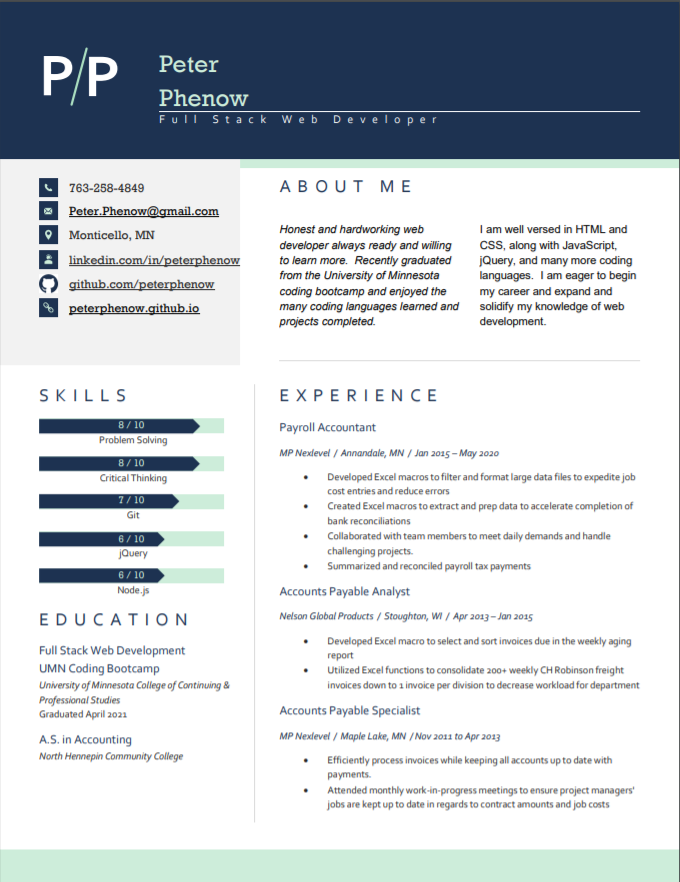 P/P
Peter
Phenow
Full Stack Web Developer
763-258-4849
Peter.Phenow@gmail.com
Monticello, MN
linkedin.com/in/peterphenow
github.com/peterphenow
peterphenow.github.io
ABOUT ME
Honest and hardworking web
developer always ready and willing
to learn more.  Recently graduated
from the University of Minnesota
coding bootcamp and enjoyed the
many coding languages learned and
projects completed.
I am well versed in HTML and
CSS, along with JavaScript,
jQuery, and many more coding
languages.  I am eager to begin
my career and expand and
solidify my knowledge of web
development.
SKILLS
8 / 10
Problem Solving
8 / 10
Critical Thinking
7 / 10
Git
6 / 10
jQuery
6 / 10
Node.js
EDUCATION
Full Stack Web Development
UMN Coding Bootcamp
University of Minnesota College of Continuing &
Professional Studies
Graduated April 2021
A.S. in Accounting
North Hennepin Community College
EXPERIENCE
Payroll Accountant
MP Nexlevel / Annandale, MN / Jan 2015 – May 2020
• Developed Excel macros to filter and format large data files to expedite job
cost entries and reduce errors
• Created Excel macros to extract and prep data to accelerate completion of
bank reconciliations
• Collaborated with team members to meet daily demands and handle
challenging projects.
• Summarized and reconciled payroll tax payments
Accounts Payable Analyst
Nelson Global Products / Stoughton, WI / Apr 2013 – Jan 2015
• Developed Excel macro to select and sort invoices due in the weekly aging
report
• Utilized Excel functions to consolidate 200+ weekly CH Robinson freight
invoices down to 1 invoice per division to decrease workload for department
Accounts Payable Specialist
MP Nexlevel / Maple Lake, MN / Nov 2011 to Apr 2013
• Efficiently process invoices while keeping all accounts up to date with
payments.
• Attended monthly work-in-progress meetings to ensure project managers'
jobs are kept up to date in regards to contract amounts and job costs